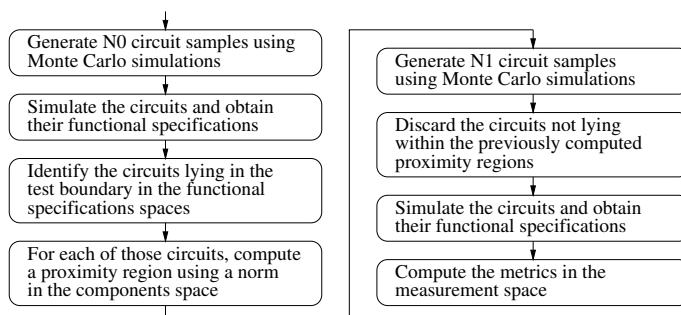 Generate N0 circuit samples using
Monte Carlo simulations
Simulate the circuits and obtain
their functional specifications
Identify the circuits lying in the
test boundary in the functional
specifications spaces
For each of those circuits, compute
a proximity region using a norm
in the components space
Generate N1 circuit samples
using Monte Carlo simulations
Discard the circuits not lying
within the previously computed
proximity regions
Simulate the circuits and obtain
their functional specifications
Compute the metrics in the
measurement space